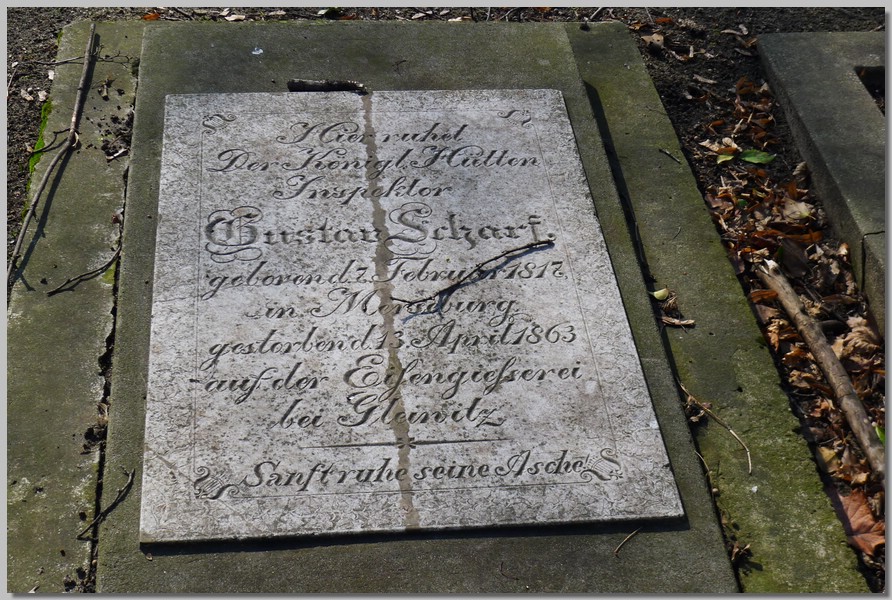 Hier ruhet
Der Königl. Hütten
Inspektor
Gustav Scharf.
geboren d. 7. Februar 1817.
in Merseburg
gestorben d. 13. April 1863
auf der Eisengiesserei
bei Gleiwitz
Sanft ruhe seine Asche